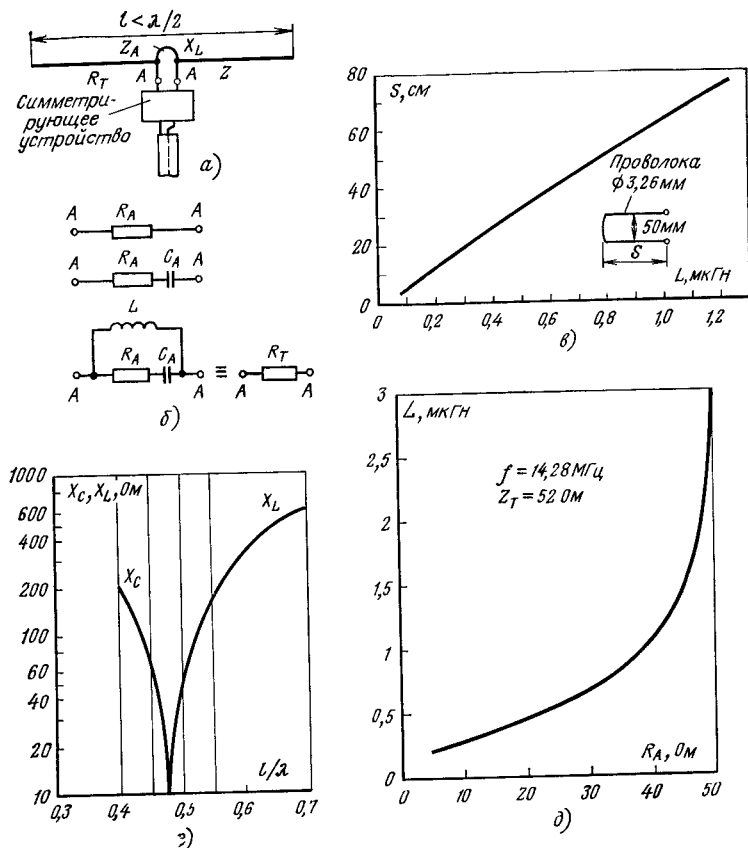 l < λ/2
Z_A
X_L
R_T
A
A
Z
Симметри-
рующее
устройство
а)
A
R_A
A
A
R_A
C_A
A
L
A
R_A
C_A
A
≡
A
R_T
A
б)
S, см
80
60
40
30
20
0
0
0,2
0,4
0,6
0,8
1,0
1,2
Проволока
ϕ 3,26 мм
50 мм
S
L, мкГн
в)
X_C, X_L, Ом
1000
600
400
200
100
60
40
20
10
X_C
X_L
0,3
0,4
0,5
0,6
0,7
l/λ
г)
L, мкГн
3
2,5
2
1,5
1
0,5
0
f = 14,28 МГц
Z_T = 52 Ом
R_A, Ом
0
10
20
30
40
50
д)